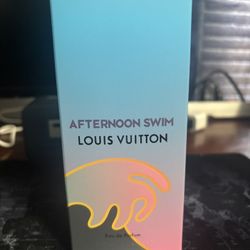 AFTERNOON SWIM
LOUIS VUITTON
Eau de Parfum